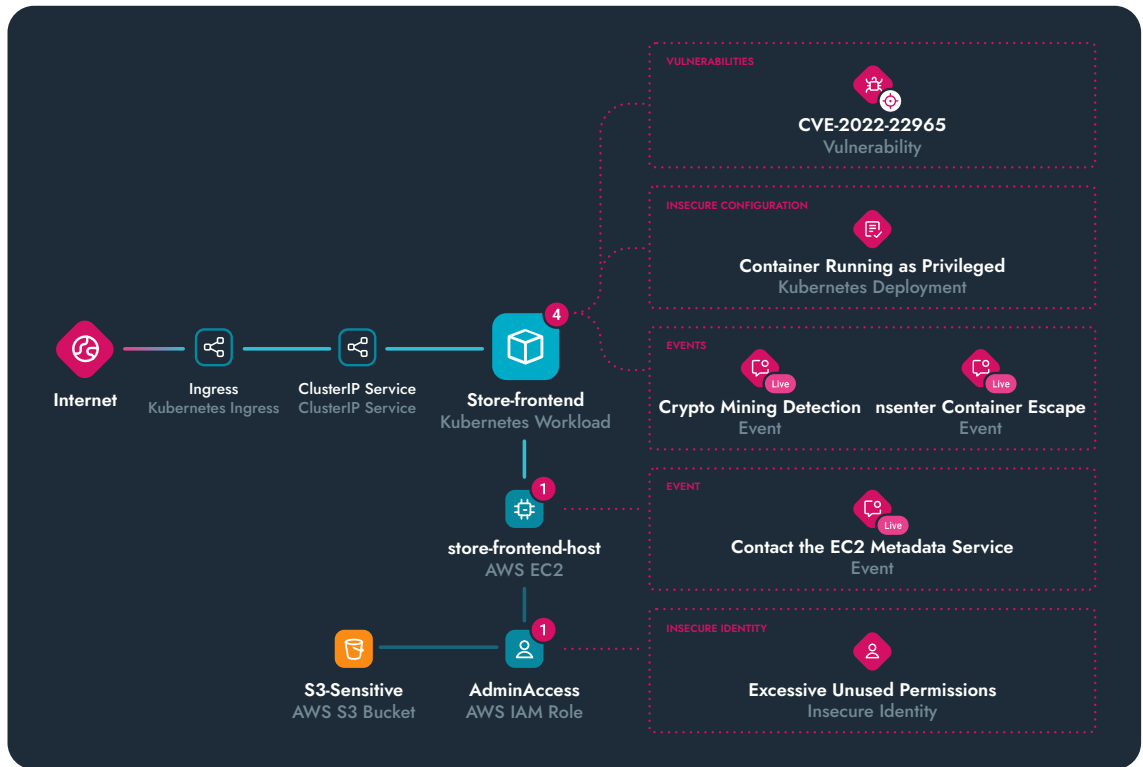 VULNERABILITIES
CVE-2022-22965
Vulnerability
INSECURE CONFIGURATION
Container Running as Privileged
Kubernetes Deployment
4
Internet
Ingress
Kubernetes Ingress
ClusterIP Service
ClusterIP Service
Store-frontend
Kubernetes Workload
EVENTS
Live
Live
Crypto Mining Detection
Event
nsenter Container Escape
Event
1
store-frontend-host
AWS EC2
EVENT
Live
Contact the EC2 Metadata Service
Event
1
S3-Sensitive
AWS S3 Bucket
AdminAccess
AWS IAM Role
INSECURE IDENTITY
Excessive Unused Permissions
Insecure Identity